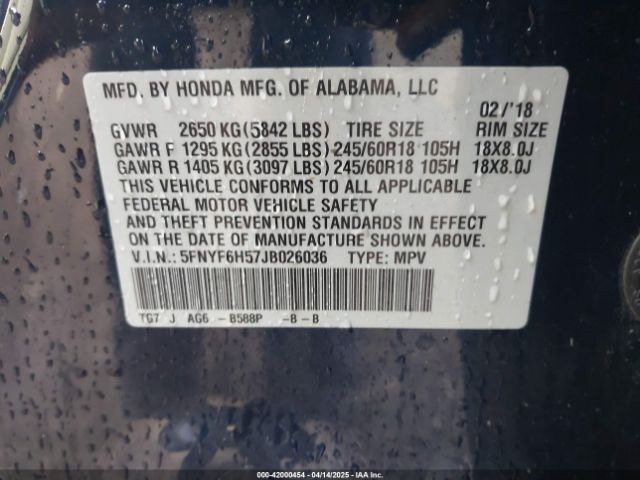 MFD. BY HONDA MFG. OF ALABAMA, LLC
02/'18
GVWR 2650 KG (5842 LBS) TIRE SIZE RIM SIZE
GAWR F 1295 KG (2855 LBS) 245/60R18 105H 18X8.0J
GAWR R 1405 KG (3097 LBS) 245/60R18 105H 18X8.0J
THIS VEHICLE CONFORMS TO ALL APPLICABLE
FEDERAL MOTOR VEHICLE SAFETY
AND THEFT PREVENTION STANDARDS IN EFFECT
ON THE DATE OF MANUFACTURE SHOWN ABOVE.
V.I.N.: 5FNYF6H57JB026036 TYPE: MPV
TG7 J AG6 - B588P -B-B
000-42000454 - 04/14/2025 - IAA Inc.